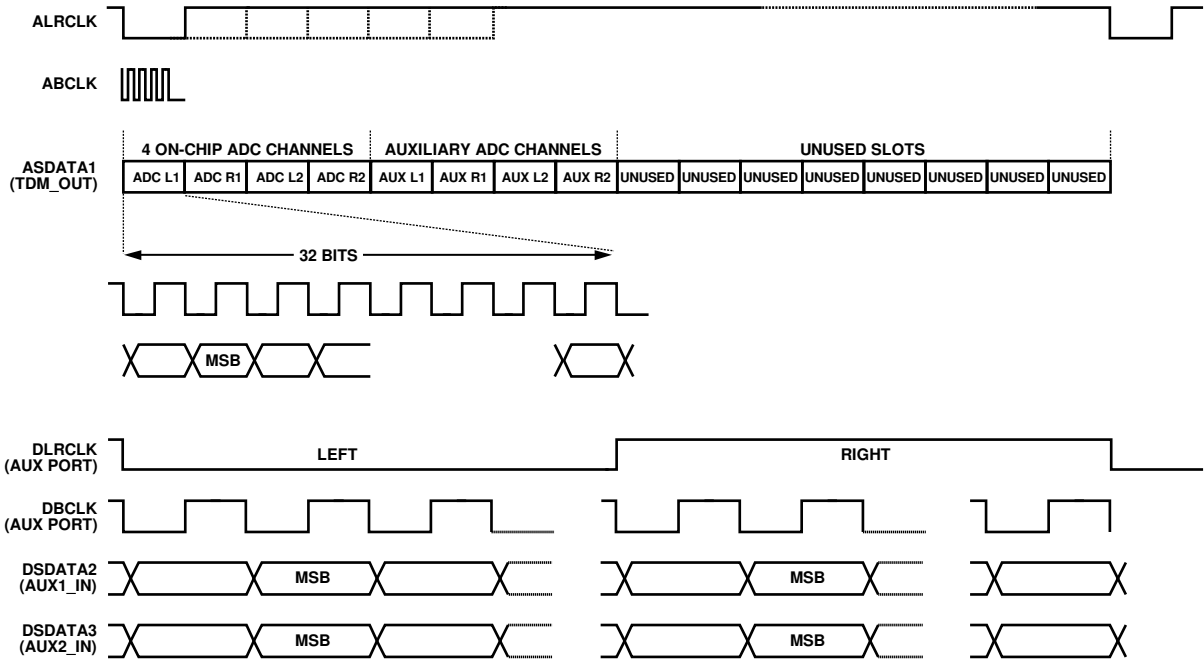 ALRCLK
ABCLK
4 ON-CHIP ADC CHANNELS AUXILIARY ADC CHANNELS UNUSED SLOTS
ASDATA1
(TDM_OUT)
ADC L1 ADC R1 ADC L2 ADC R2 AUX L1 AUX R1 AUX L2 AUX R2 UNUSED UNUSED UNUSED UNUSED UNUSED UNUSED UNUSED UNUSED
32 BITS
MSB
DLRCLK
(AUX PORT)
LEFT RIGHT
DBCLK
(AUX PORT)
DSDATA2
(AUX1_IN)
MSB MSB
DSDATA3
(AUX2_IN)
MSB MSB